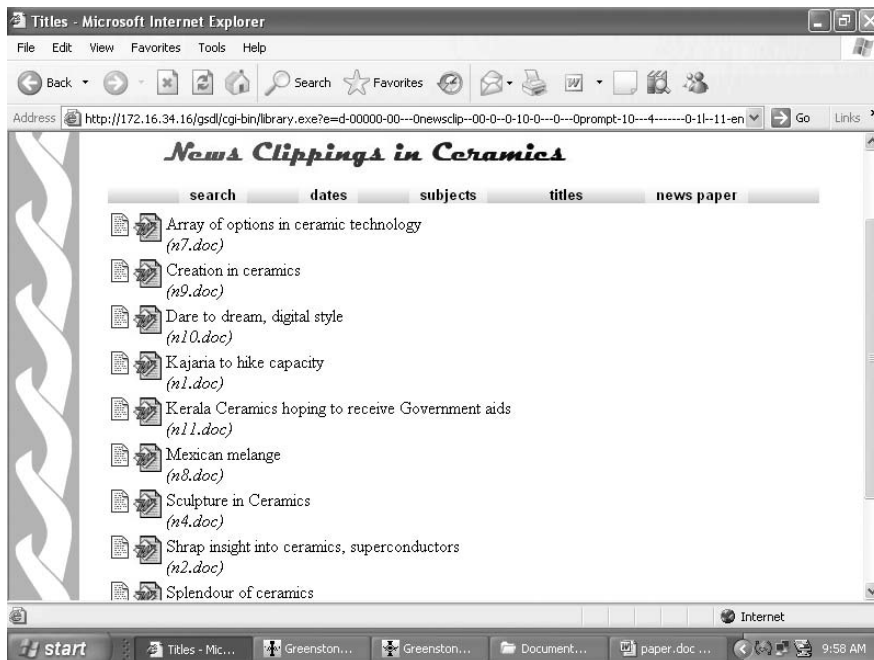 Titles - Microsoft Internet Explorer
File Edit View Favorites Tools Help
Back Search Favorites
Address http://172.16.34.16/gsdl/cgi-bin/library.exe?e=d-00000-00---0newsclip--00-0--0-10-0---0---0prompt-10---4-------0-1l--11-en Go Links
News Clippings in Ceramics
search dates subjects titles news paper
Array of options in ceramic technology
(n7.doc)
Creation in ceramics
(n9.doc)
Dare to dream, digital style
(n10.doc)
Kajaria to hike capacity
(n1.doc)
Kerala Ceramics hoping to receive Government aids
(n11.doc)
Mexican melange
(n8.doc)
Sculpture in Ceramics
(n4.doc)
Shrap insight into ceramics, superconductors
(n2.doc)
Splendour of ceramics
Internet
start Titles - Mic... Greenston... Greenston... Document... paper.doc ... 9:58 AM